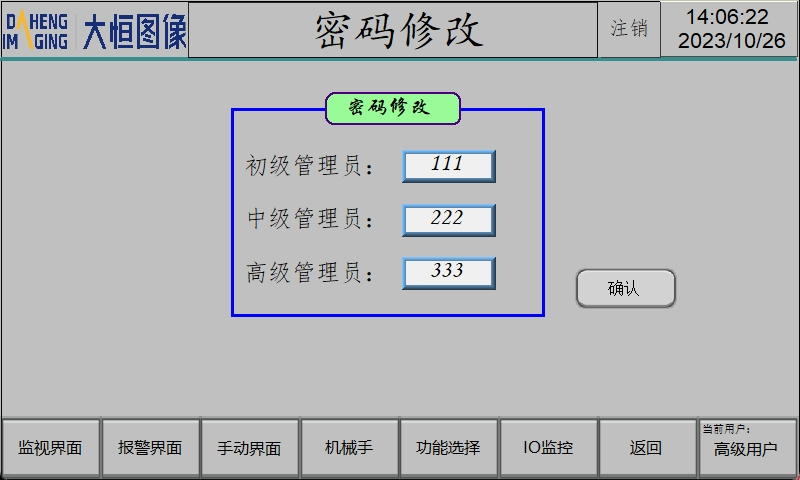 DAHENG
IMAGING
大恒图像
密码修改
注销
14:06:22
2023/10/26
密码修改
初级管理员： 111
中级管理员： 222
高级管理员： 333
确认
监视界面
报警界面
手动界面
机械手
功能选择
IO监控
返回
当前用户：
高级用户